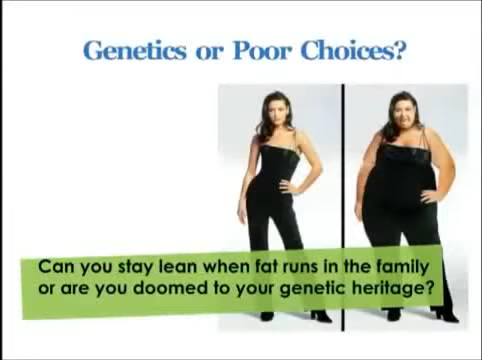 Genetics or Poor Choices?
Can you stay lean when fat runs in the family
or are you doomed to your genetic heritage?